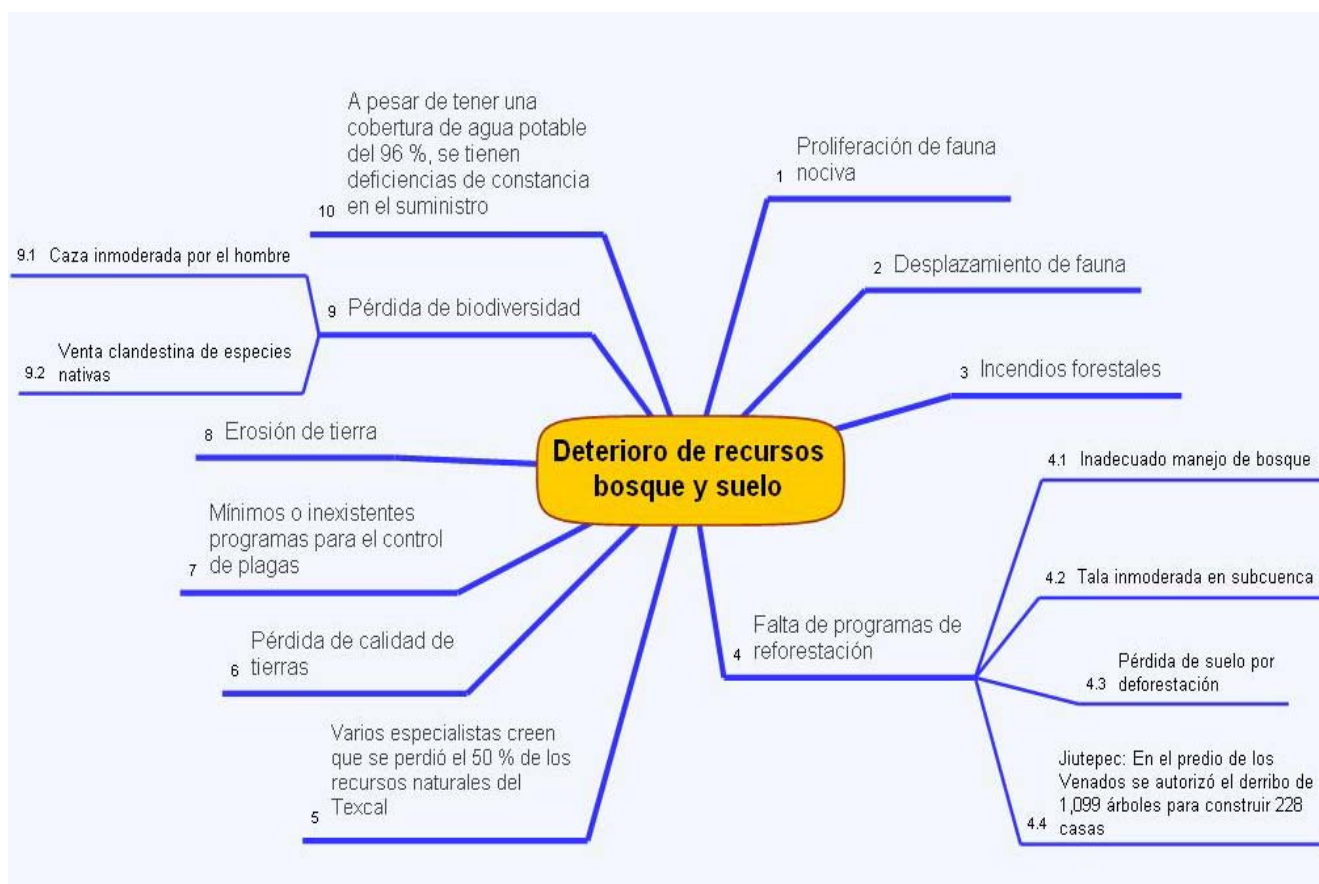 Deterioro de recursos
bosque y suelo
1 Proliferación de fauna
nociva
2 Desplazamiento de fauna
3 Incendios forestales
4 Falta de programas de
reforestación
4.1 Inadecuado manejo de bosque
4.2 Tala inmoderada en subcuenca
4.3 Pérdida de suelo por
deforestación
4.4 Jiutepec: En el predio de los
Venados se autorizó el derribo de
1,099 árboles para construir 228
casas
5 Varios especialistas creen
que se perdió el 50 % de los
recursos naturales del
Texcal
6 Pérdida de calidad de
tierras
7 Mínimos o inexistentes
programas para el control
de plagas
8 Erosión de tierra
9 Pérdida de biodiversidad
9.1 Caza inmoderada por el hombre
9.2 Venta clandestina de especies
nativas
10 A pesar de tener una
cobertura de agua potable
del 96 %, se tienen
deficiencias de constancia
en el suministro